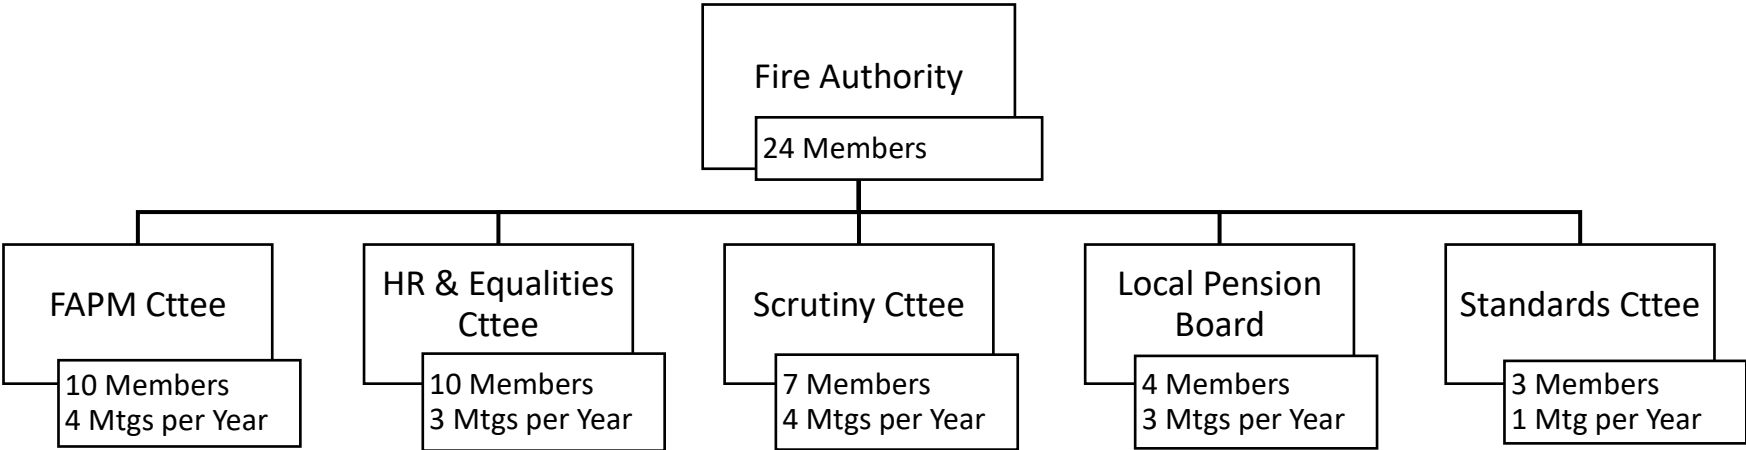 Fire Authority
24 Members
FAPM Cttee
10 Members
4 Mtgs per Year
HR & Equalities
Cttee
10 Members
3 Mtgs per Year
Scrutiny Cttee
7 Members
4 Mtgs per Year
Local Pension
Board
4 Members
3 Mtgs per Year
Standards Cttee
3 Members
1 Mtg per Year